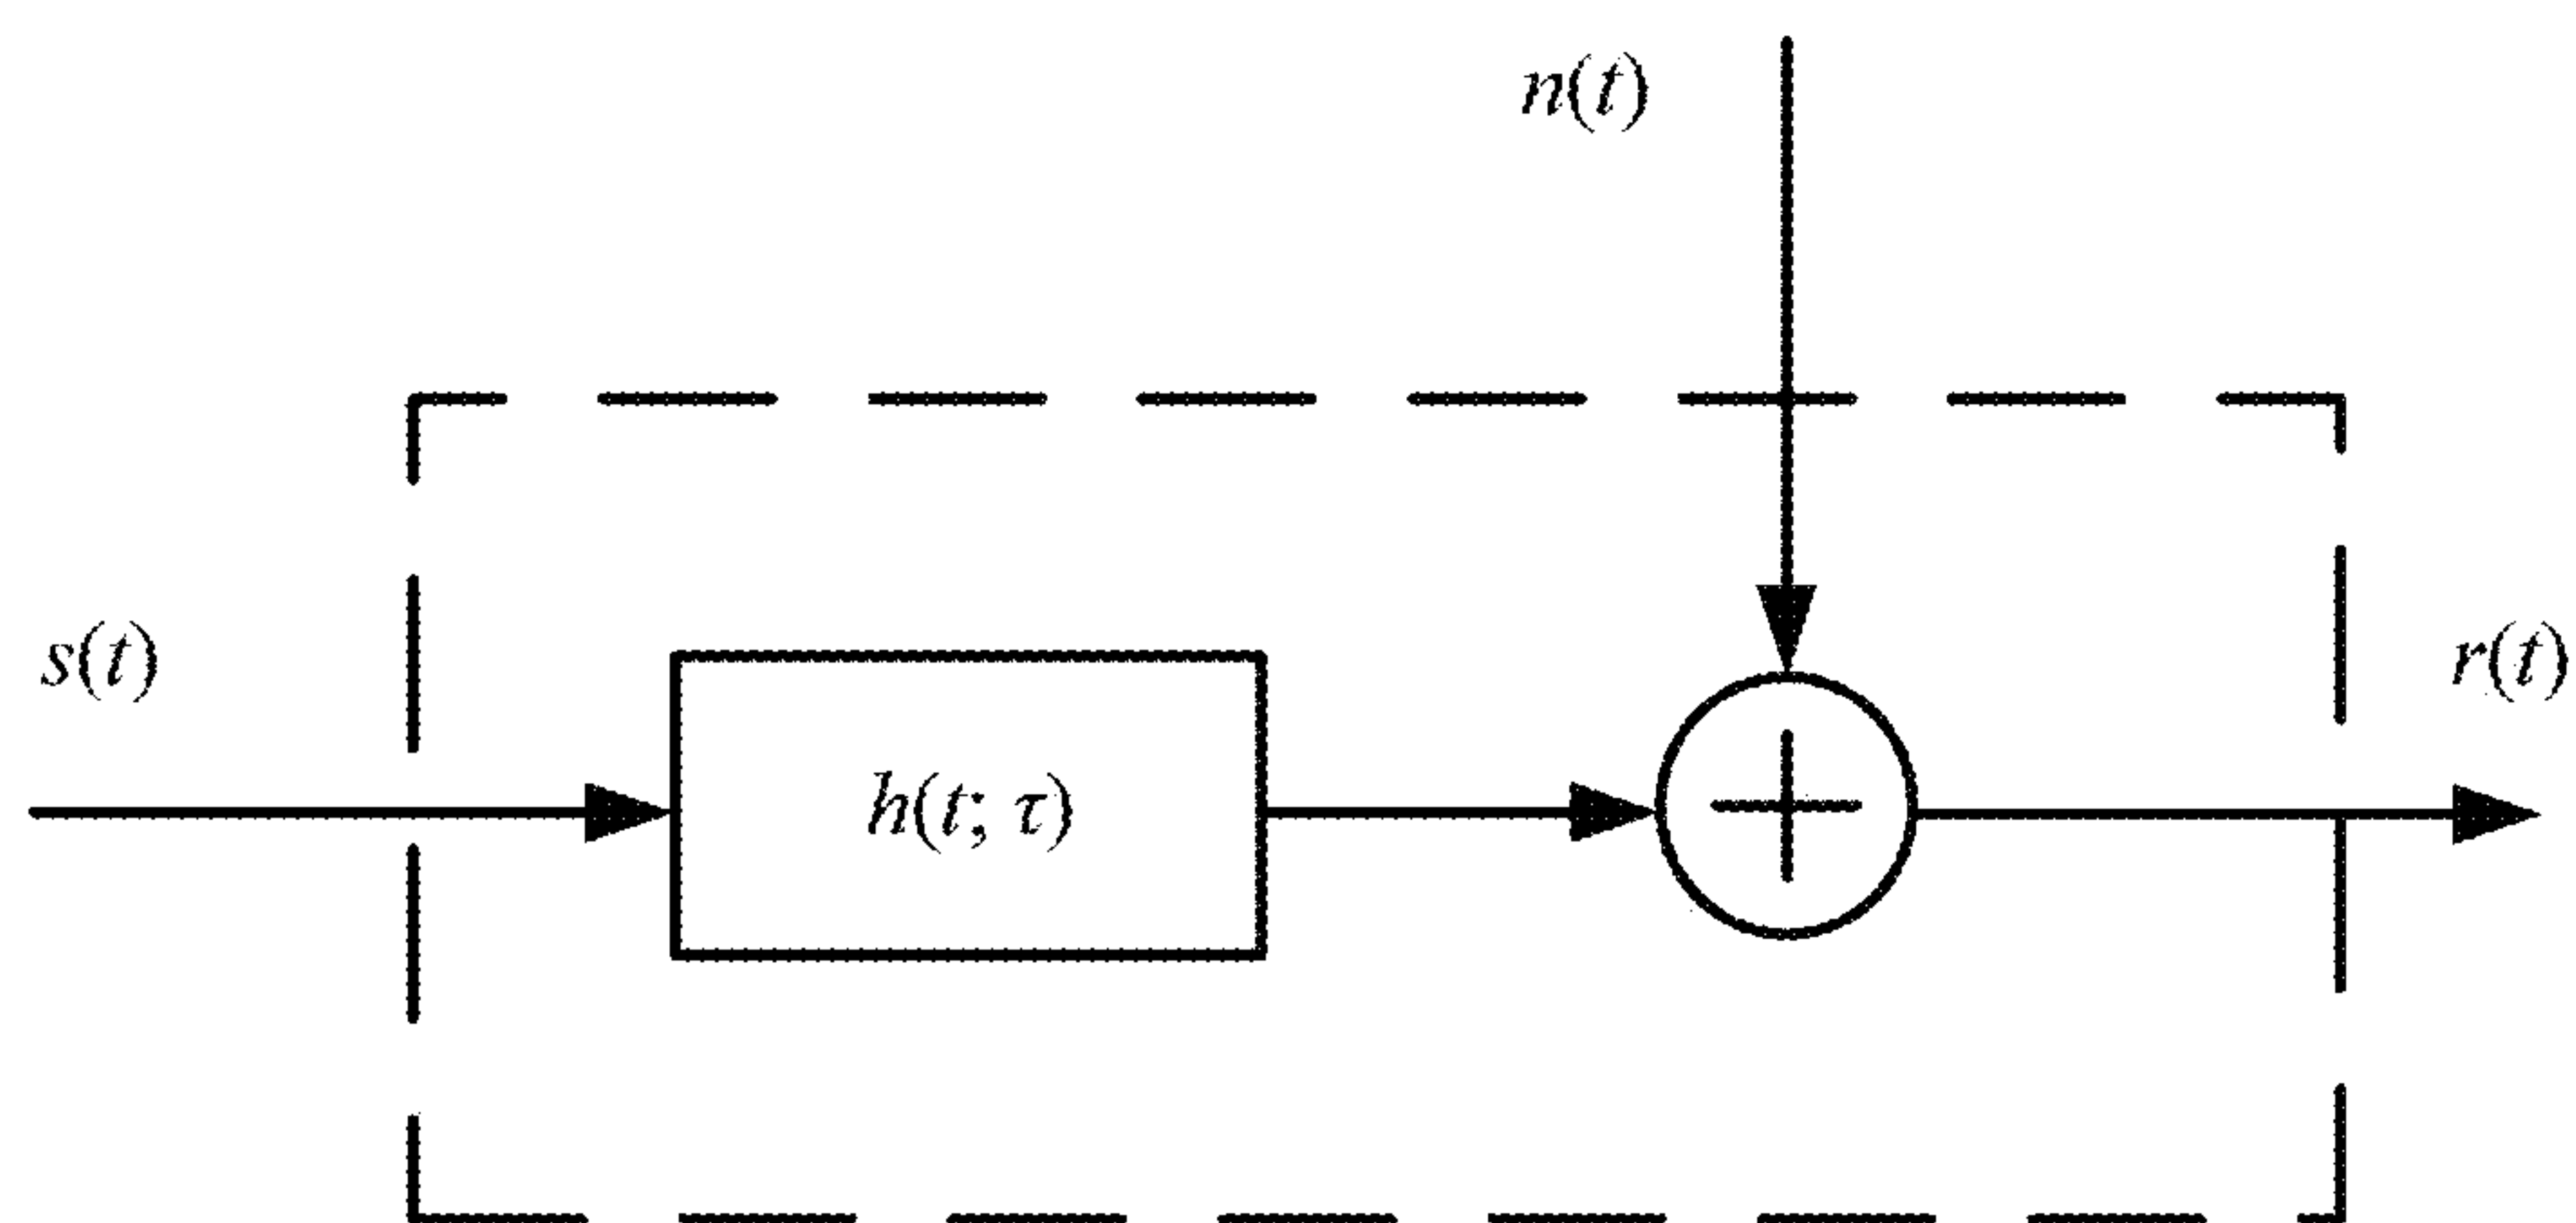 n(t)
s(t)
r(t)
h(t; τ)